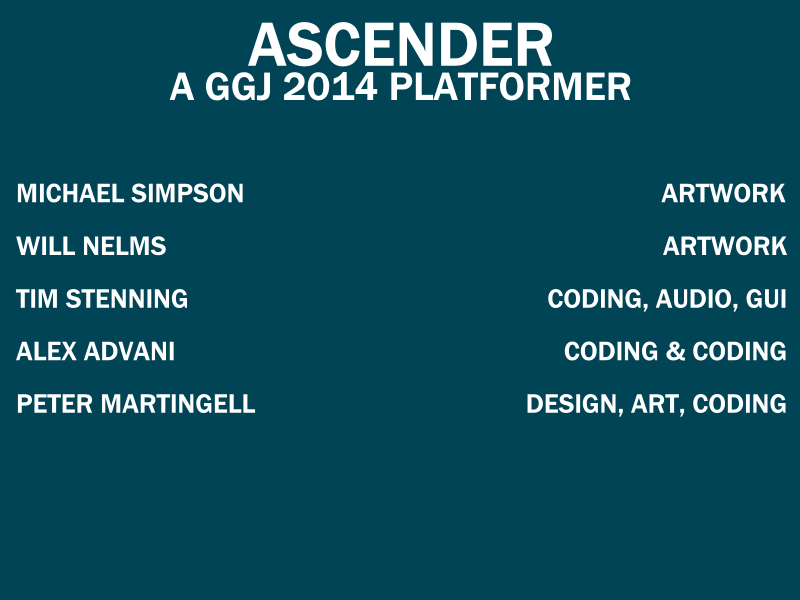 ASCENDER
A GGJ 2014 PLATFORMER
MICHAEL SIMPSON ARTWORK
WILL NELMS ARTWORK
TIM STENNING CODING, AUDIO, GUI
ALEX ADVANI CODING & CODING
PETER MARTINGELL DESIGN, ART, CODING